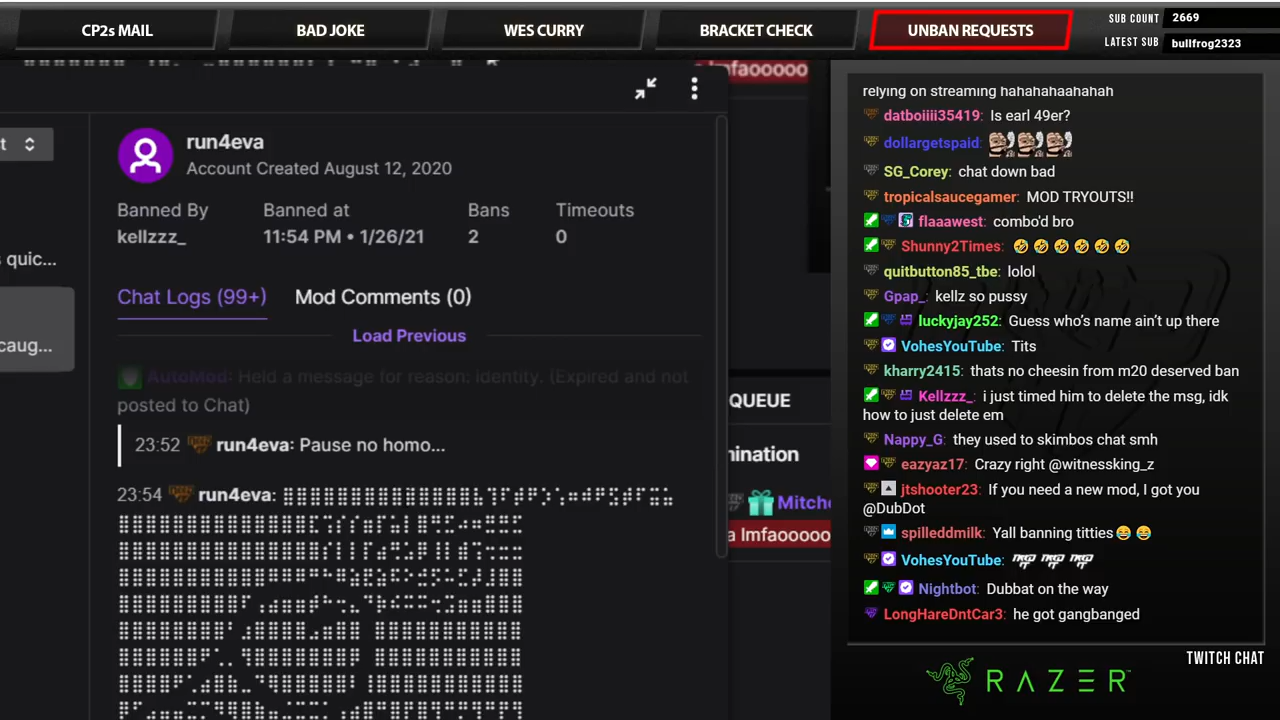 CP2s MAIL
BAD JOKE
WES CURRY
BRACKET CHECK
UNBAN REQUESTS
SUB COUNT 2669
LATEST SUB bullfrog2323
lmfaooooo
t
run4eva
Account Created August 12, 2020
Banned By Banned at Bans Timeouts
kellzzz_ 11:54 PM • 1/26/21 2 0
s quic...
Chat Logs (99+) Mod Comments (0)
Load Previous
caug...
AutoMod: Held a message for reason: identity. (Expired and not
posted to Chat)
23:52 run4eva: Pause no homo...
23:54 run4eva:
QUEUE
nination
Mitche
a lmfaooooo
relying on streaming hahahahaahahah
datboiiii35419: Is earl 49er?
dollargetspaid:
SG_Corey: chat down bad
tropicalsaucegamer: MOD TRYOUTS!!
flaaawest: combo'd bro
Shunny2Times: 🤣 🤣 🤣 🤣 🤣 🤣
quitbutton85_tbe: lolol
Gpap_: kellz so pussy
luckyjay252: Guess who's name ain't up there
VohesYouTube: Tits
kharry2415: thats no cheesin from m20 deserved ban
Kellzzz_: i just timed him to delete the msg, idk
how to just delete em
Nappy_G: they used to skimbos chat smh
eazyaz17: Crazy right @witnessking_z
jtshooter23: If you need a new mod, I got you
@DubDot
spilleddmilk: Yall banning titties 😂 😂
VohesYouTube:
Nightbot: Dubbat on the way
LongHareDntCar3: he got gangbanged
TWITCH CHAT
RAZER